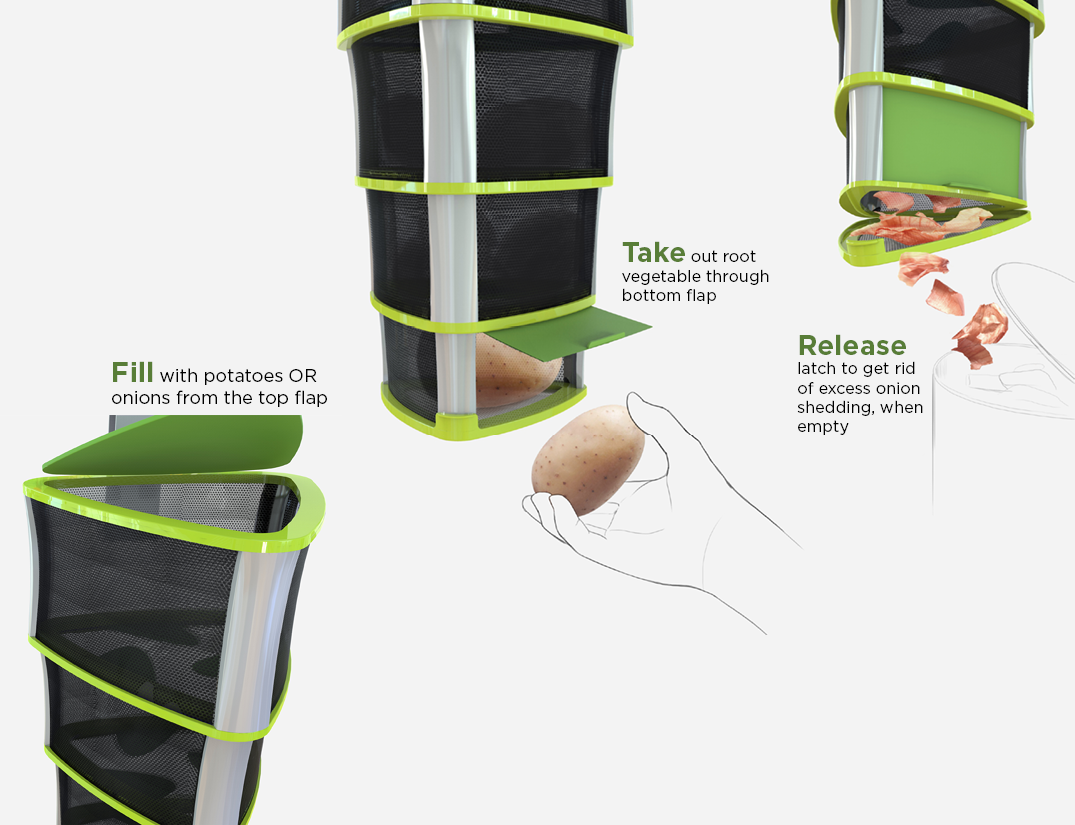 Fill with potatoes OR
onions from the top flap
Take out root
vegetable through
bottom flap
Release
latch to get rid
of excess onion
shedding, when
empty